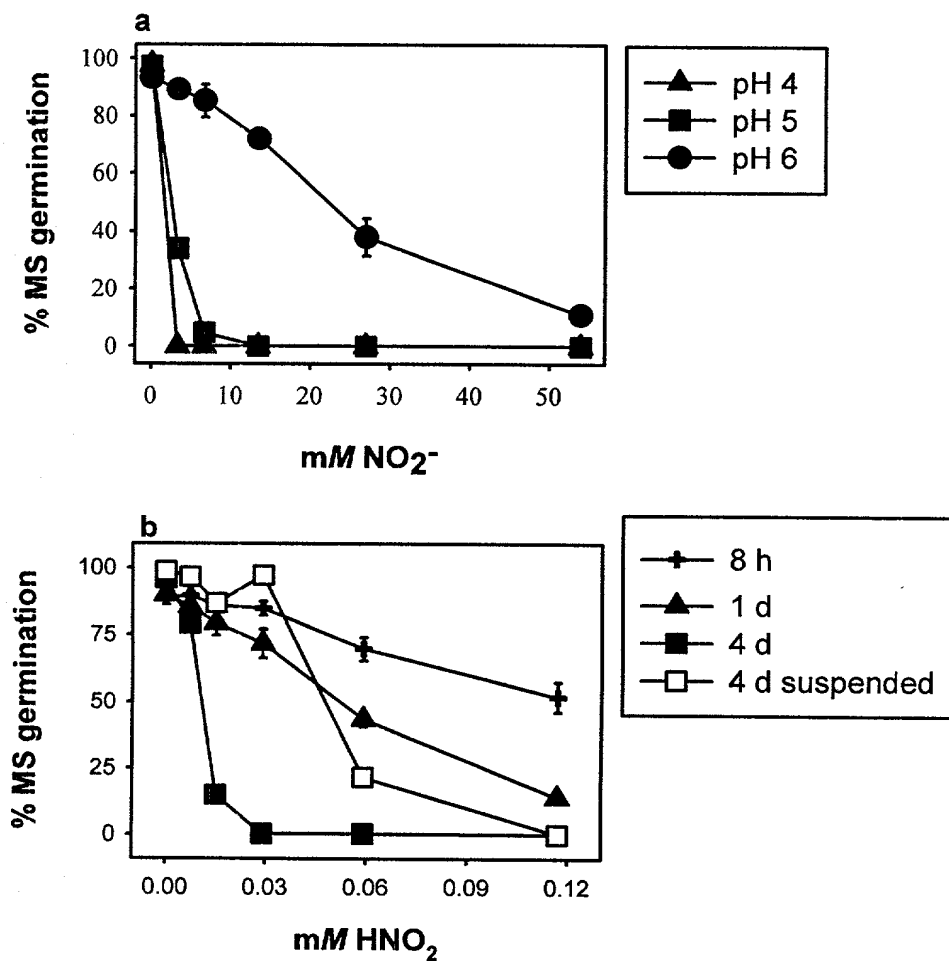 a
100
80
60
40
20
0
% MS germination
0 10 20 30 40 50
mM NO2-
pH 4
pH 5
pH 6
b
100
75
50
25
0
% MS germination
0.00 0.03 0.06 0.09 0.12
mM HNO2
8 h
1 d
4 d
4 d suspended